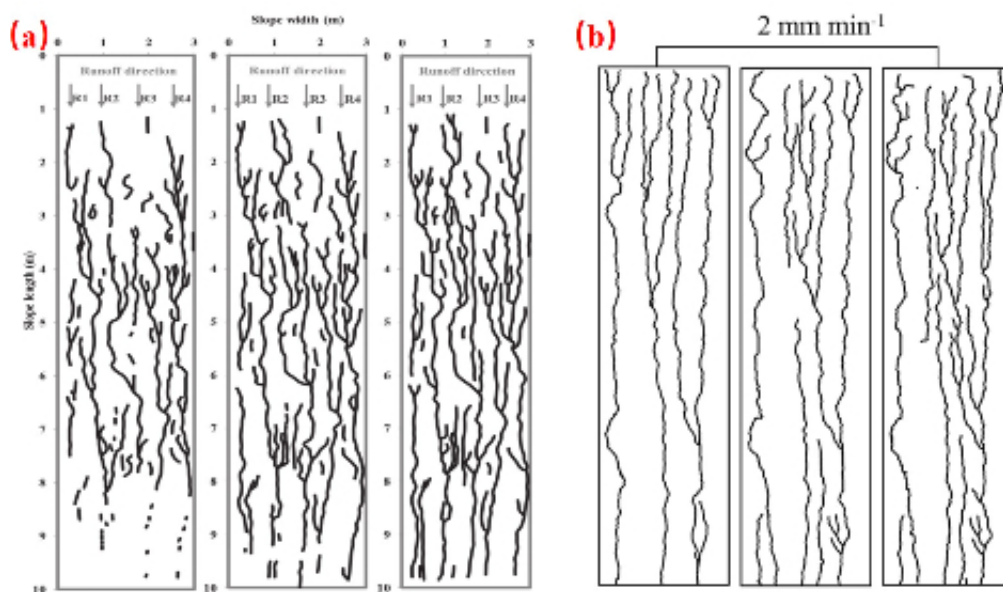 Slope width (m)
(a)
0 1 2 3 0 1 2 3 0 1 2 3
Runoff direction Runoff direction Runoff direction
R1 R2 R3 R4 R1 R2 R3 R4 R1 R2 R3 R4
Slope length (m)
0
1
2
3
4
5
6
7
8
9
10
(b)
2 mm min⁻¹